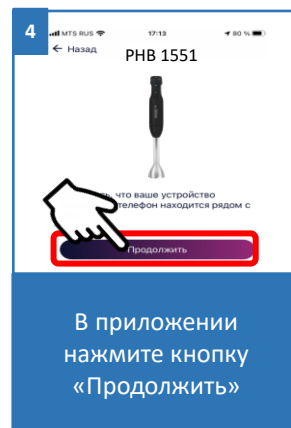 4
MTS RUS 17:13 80 %
← Назад
PHB 1551
что ваше устройство
телефон находится рядом с
Продолжить
В приложении
нажмите кнопку
«Продолжить»